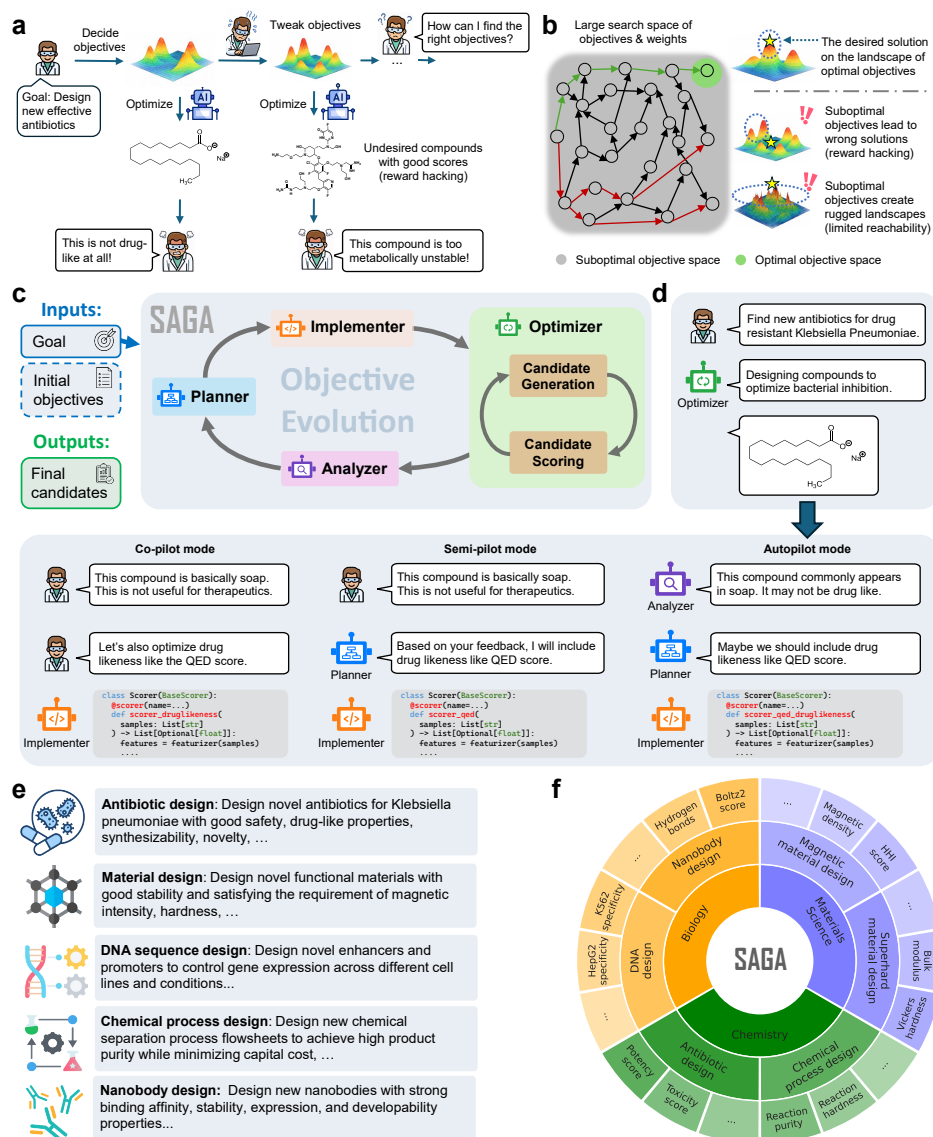 a
Decide
objectives
Tweak objectives
How can I find the
right objectives?
...
Goal: Design
new effective
antibiotics
Optimize
AI
Optimize
AI
O
O⊖
Na⊕
H₃C
Undesired compounds
with good scores
(reward hacking)
This is not drug-
like at all!
This compound is too
metabolically unstable!
b
Large search space of
objectives & weights
The desired solution
on the landscape of
optimal objectives
Suboptimal
objectives lead to
wrong solutions
(reward hacking)
Suboptimal
objectives create
rugged landscapes
(limited reachability)
Suboptimal objective space
Optimal objective space
c
Inputs:
Goal
Initial
objectives
Outputs:
Final
candidates
SAGA
Implementer
Planner
Objective
Evolution
Analyzer
Optimizer
Candidate
Generation
Candidate
Scoring
d
Find new antibiotics for drug
resistant Klebsiella Pneumoniae.
Optimizer
Designing compounds to
optimize bacterial inhibition.
O
O⊖
Na⊕
H₃C
Co-pilot mode
This compound is basically soap.
This is not useful for therapeutics.
Let's also optimize drug
likeness like the QED score.
Implementer
class Scorer(BaseScorer):
@scorer(name=...)
def scorer_druglikeness(
samples: List[str]
) -> List[Optional[float]]:
features = featurizer(samples)
....
Semi-pilot mode
This compound is basically soap.
This is not useful for therapeutics.
Planner
Based on your feedback, I will include
drug likeness like QED score.
Implementer
class Scorer(BaseScorer):
@scorer(name=...)
def scorer_qed(
samples: List[str]
) -> List[Optional[float]]:
features = featurizer(samples)
....
Autopilot mode
Analyzer
This compound commonly appears
in soap. It may not be drug like.
Planner
Maybe we should include drug
likeness like QED score.
Implementer
class Scorer(BaseScorer):
@scorer(name=...)
def scorer_qed_druglikeness(
samples: List[str]
) -> List[Optional[float]]:
features = featurizer(samples)
....
e
Antibiotic design: Design novel antibiotics for Klebsiella
pneumoniae with good safety, drug-like properties,
synthesizability, novelty, …
Material design: Design novel functional materials with
good stability and satisfying the requirement of magnetic
intensity, hardness, …
DNA sequence design: Design novel enhancers and
promoters to control gene expression across different cell
lines and conditions...
Chemical process design: Design new chemical
separation process flowsheets to achieve high product
purity while minimizing capital cost, …
Nanobody design: Design new nanobodies with strong
binding affinity, stability, expression, and developability
properties...
f
SAGA
Biology
Materials
Science
Chemistry
Nanobody
design
DNA
design
Magnetic
material design
Superhard
material design
Antibiotic
design
Chemical
process design
Boltz2
score
Hydrogen
bonds
...
K562
specificity
HepG2
specificity
...
Potency
score
Toxicity
score
...
Reaction
purity
Reaction
hardness
...
Vickers
hardness
Bulk
modulus
...
HHI
score
Magnetic
density
...